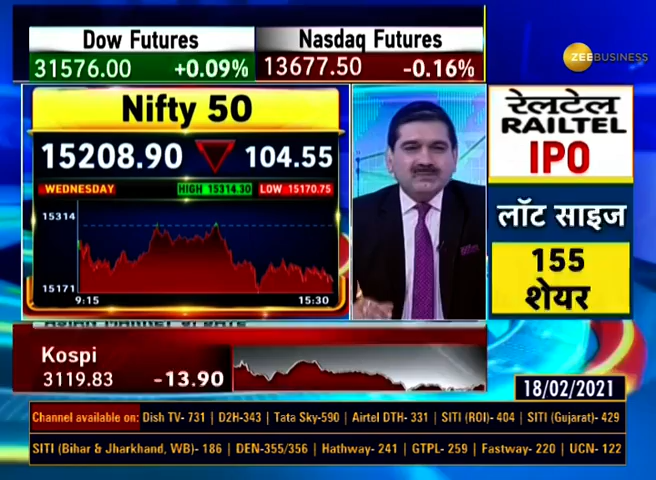 Dow Futures
31576.00 +0.09%
Nasdaq Futures
13677.50 -0.16%
ZEE BUSINESS
Nifty 50
15208.90 104.55
WEDNESDAY HIGH 15314.30 LOW 15170.75
15314
15171
9:15 15:30
रेलटेल
RAILTEL
IPO
लॉट साइज
155
शेयर
ASIAN MARKET UPDATE
Kospi
3119.83 -13.90
18/02/2021
Channel available on: Dish TV- 731 | D2H-343 | Tata Sky-590 | Airtel DTH- 331 | SITI (ROI)- 404 | SITI (Gujarat)- 429
SITI (Bihar & Jharkhand, WB)- 186 | DEN-355/356 | Hathway- 241 | GTPL- 259 | Fastway- 220 | UCN- 122